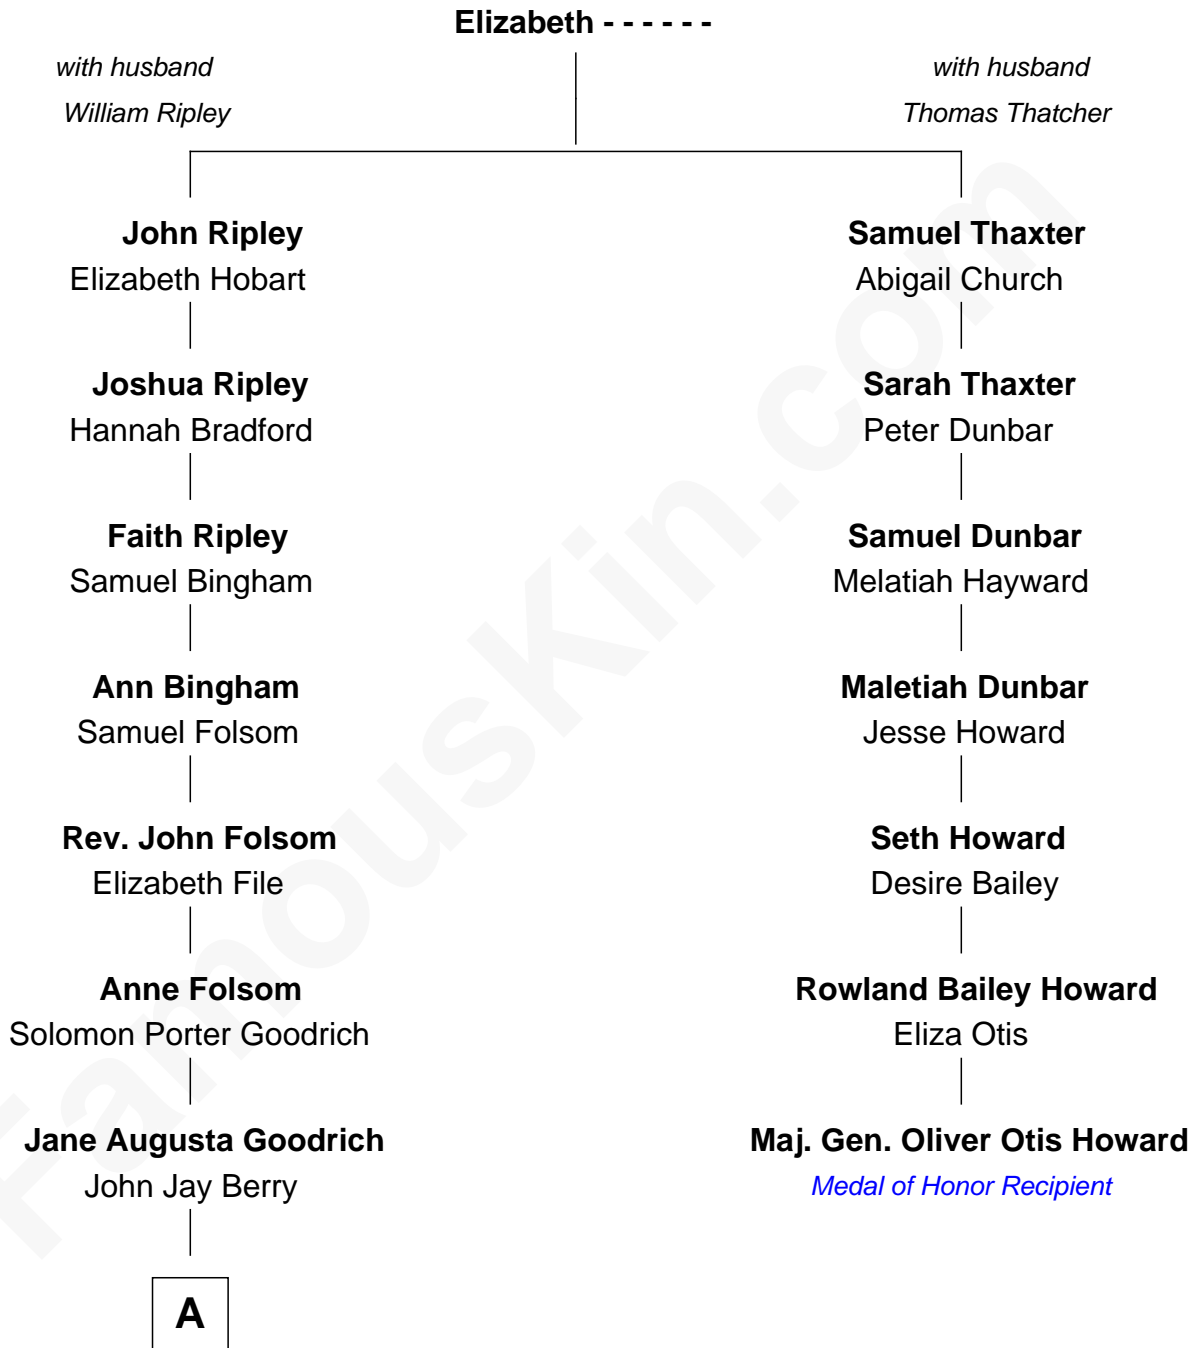 Elizabeth - - - - - -
with husband
William Ripley
with husband
Thomas Thatcher
John Ripley
Elizabeth Hobart
Samuel Thaxter
Abigail Church
Joshua Ripley
Hannah Bradford
Sarah Thaxter
Peter Dunbar
Faith Ripley
Samuel Bingham
Samuel Dunbar
Melatiah Hayward
Ann Bingham
Samuel Folsom
Maletiah Dunbar
Jesse Howard
Rev. John Folsom
Elizabeth File
Seth Howard
Desire Bailey
Anne Folsom
Solomon Porter Goodrich
Rowland Bailey Howard
Eliza Otis
Jane Augusta Goodrich
John Jay Berry
Maj. Gen. Oliver Otis Howard
Medal of Honor Recipient
A
FamousKin.com